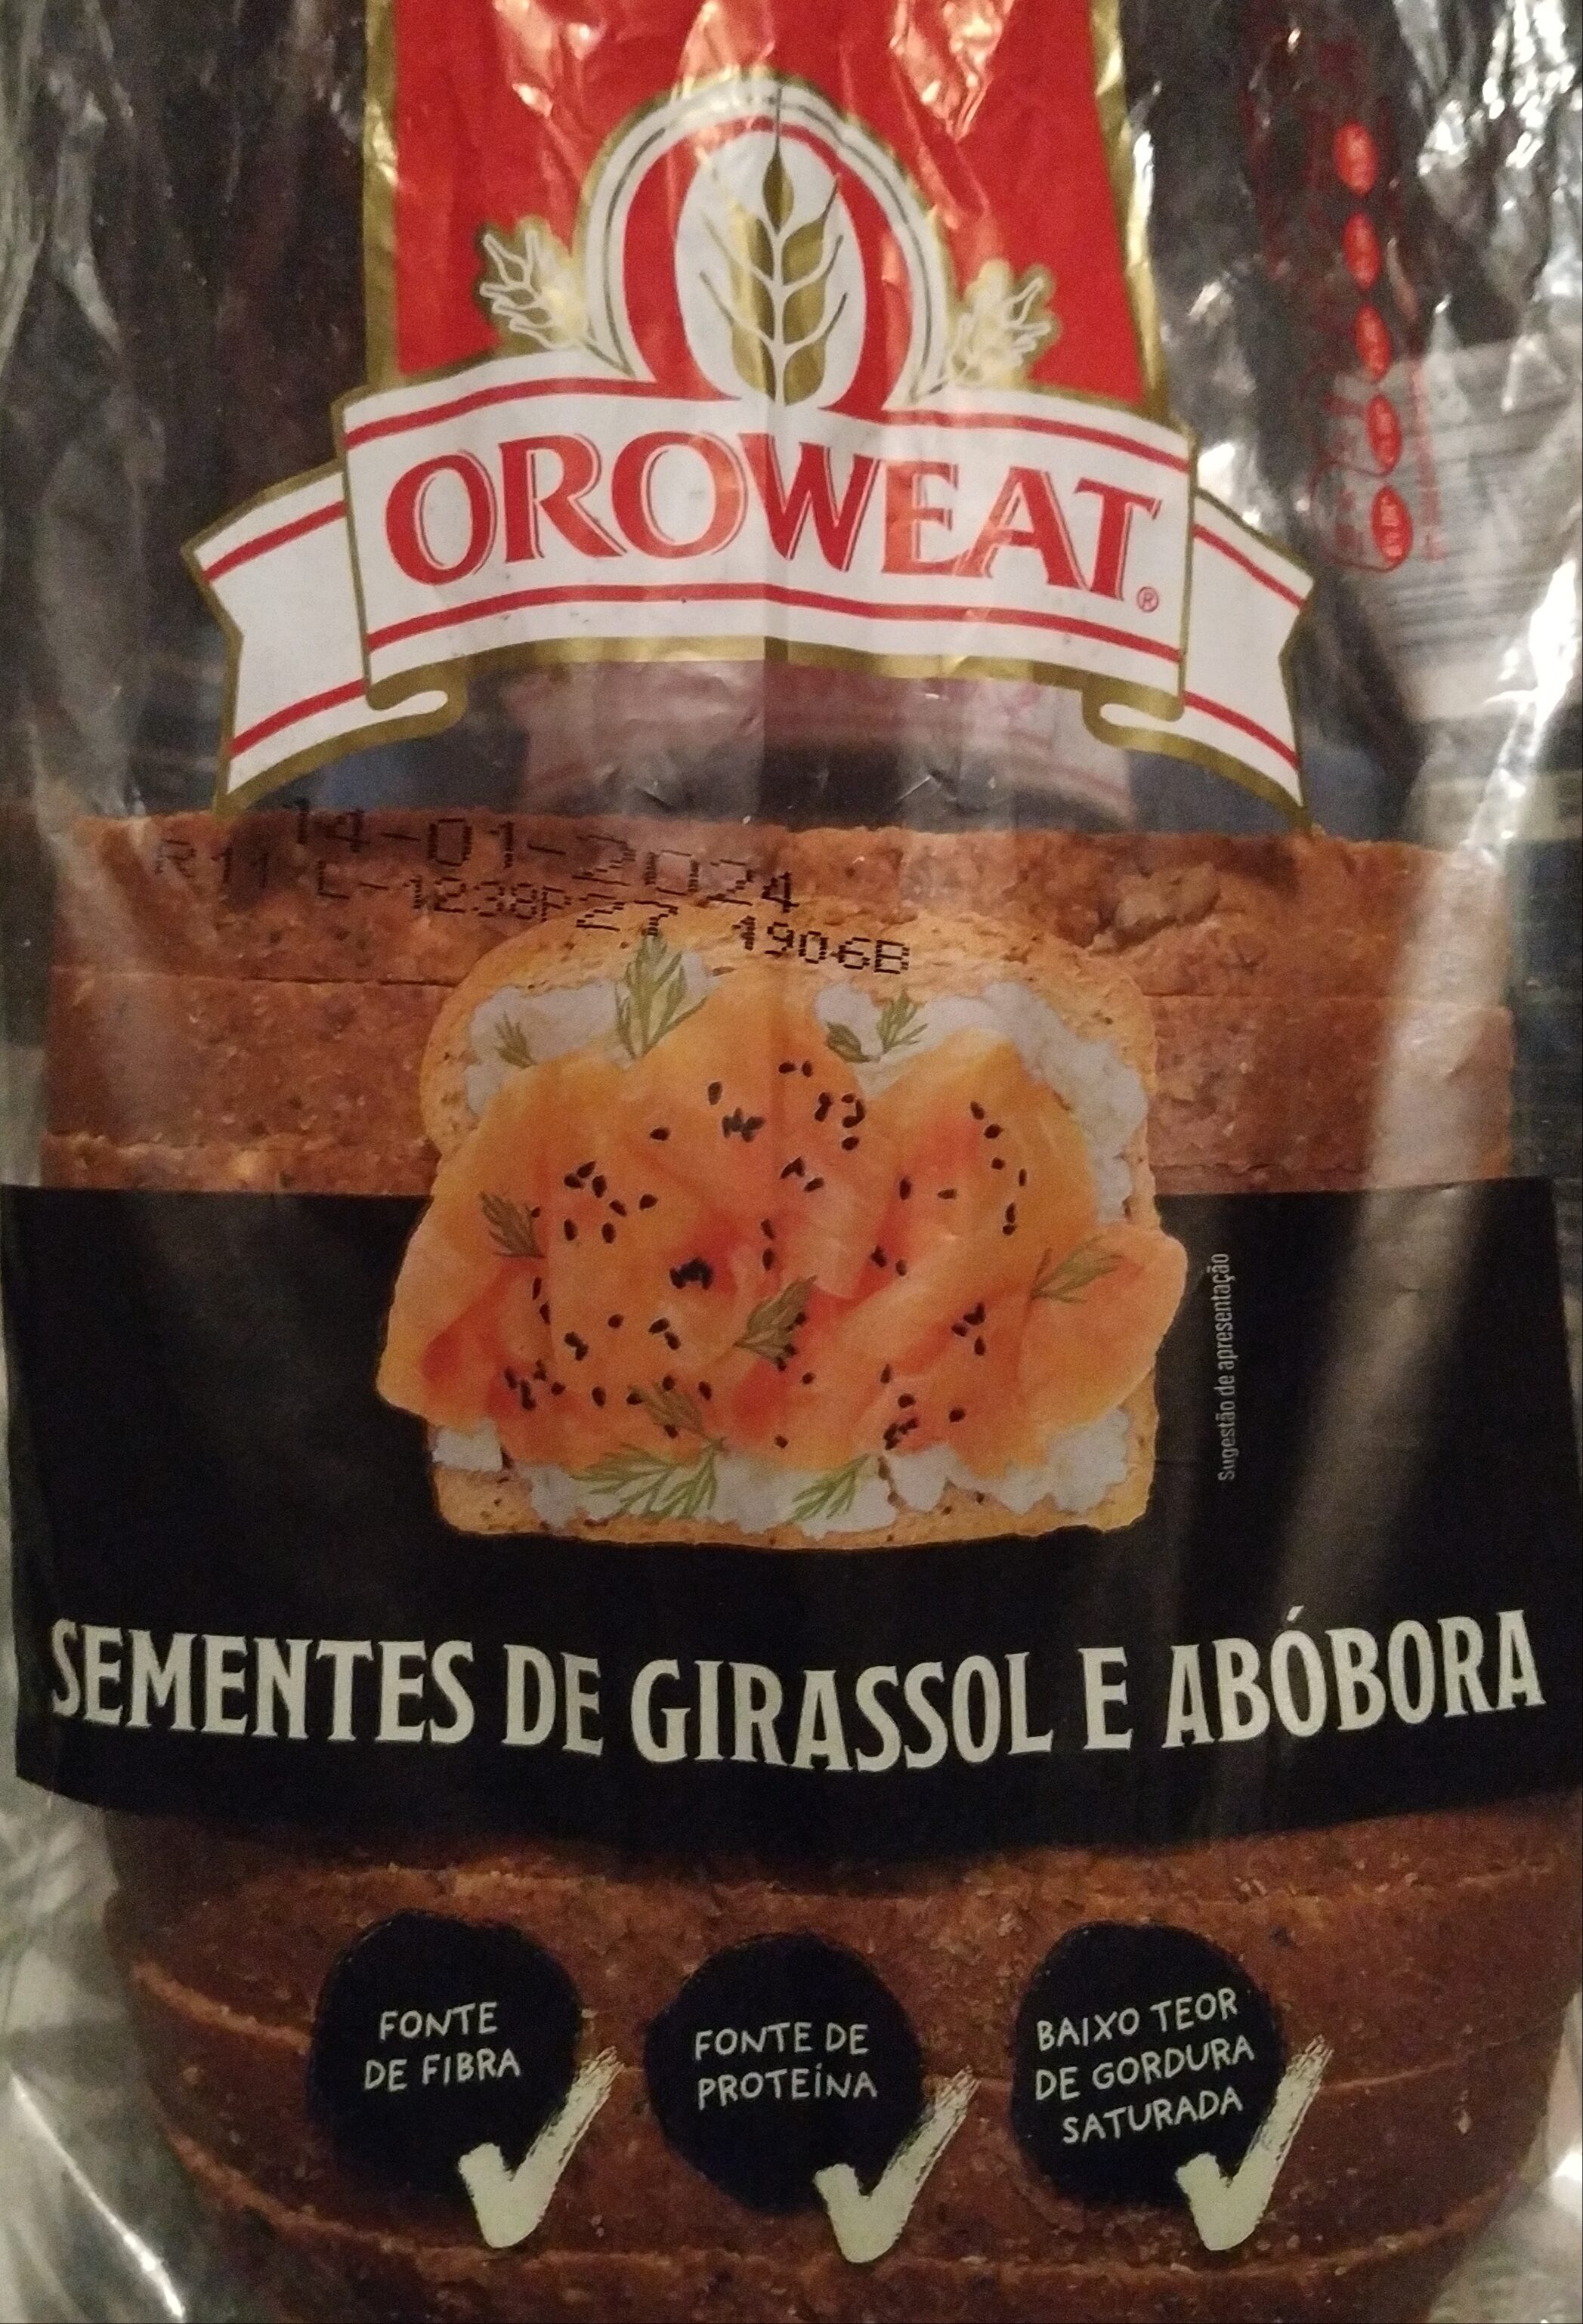 OROWEAT®
14-01-2024
1906B
Sugestão de apresentação
SEMENTES DE GIRASSOL E ABÓBORA
FONTE
DE FIBRA
FONTE DE
PROTEÍNA
BAIXO TEOR
DE GORDURA
SATURADA